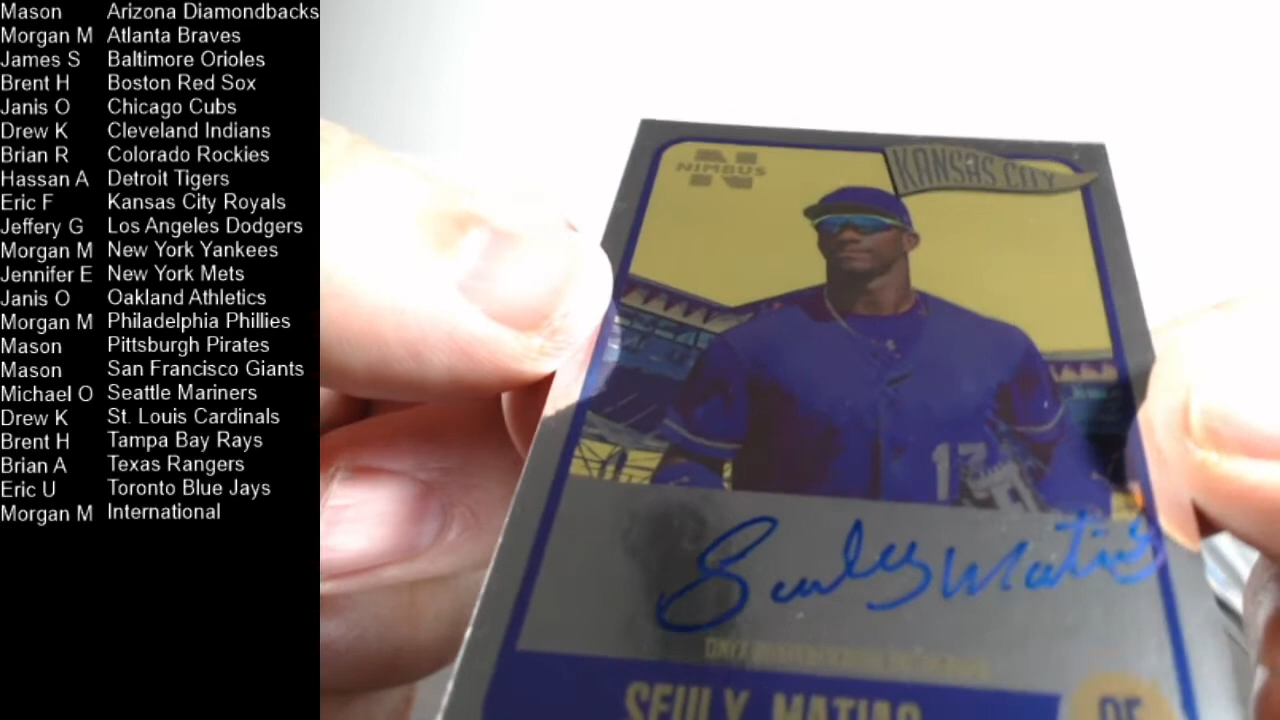 Mason Arizona Diamondbacks
Morgan M Atlanta Braves
James S Baltimore Orioles
Brent H Boston Red Sox
Janis O Chicago Cubs
Drew K Cleveland Indians
Brian R Colorado Rockies
Hassan A Detroit Tigers
Eric F Kansas City Royals
Jeffery G Los Angeles Dodgers
Morgan M New York Yankees
Jennifer E New York Mets
Janis O Oakland Athletics
Morgan M Philadelphia Phillies
Mason Pittsburgh Pirates
Mason San Francisco Giants
Michael O Seattle Mariners
Drew K St. Louis Cardinals
Brent H Tampa Bay Rays
Brian A Texas Rangers
Eric U Toronto Blue Jays
Morgan M International
NIMBUS
KANSAS CITY
Seuly Matias
SEULY MATIAS
OF